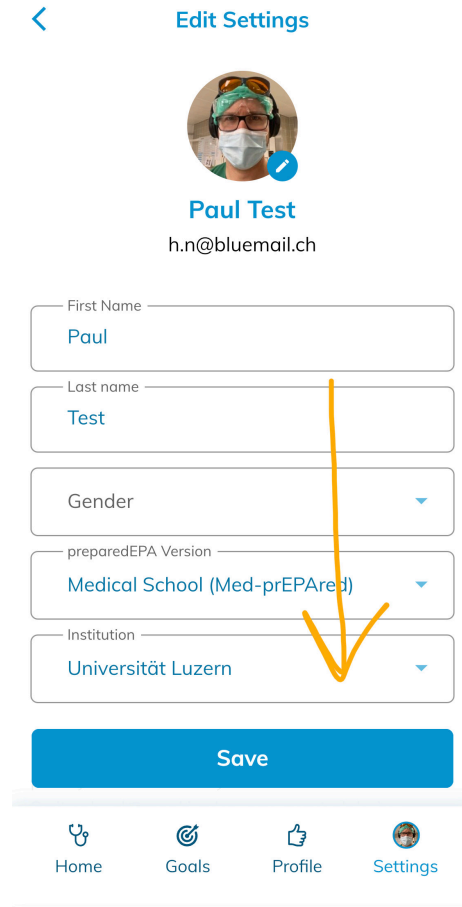 Edit Settings
Paul Test
h.n@bluemail.ch
First Name
Paul
Last name
Test
Gender
preparedEPA Version
Medical School (Med-prEPAred)
Institution
Universität Luzern
Save
Home Goals Profile Settings